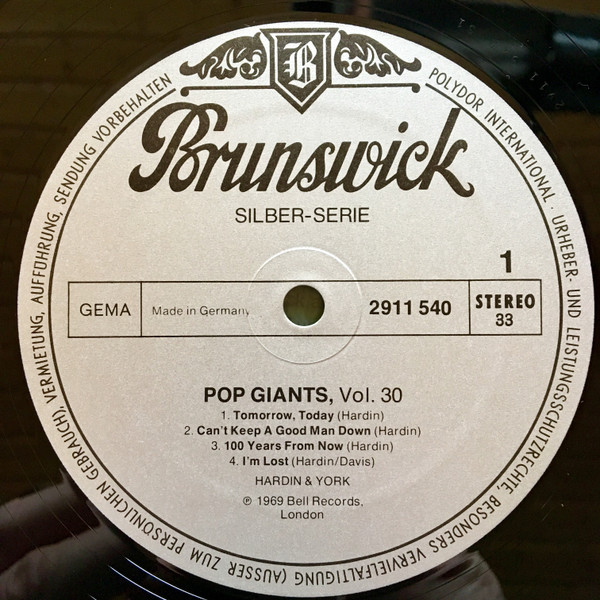 B
Brunswick
SILBER-SERIE
1
GEMA
Made in Germany
2911 540
STEREO
33
POP GIANTS, Vol. 30
1. Tomorrow, Today (Hardin)
2. Can't Keep A Good Man Down (Hardin)
3. 100 Years From Now (Hardin)
4. I'm Lost (Hardin/Davis)
HARDIN & YORK
℗ 1969 Bell Records,
London
POLYDOR INTERNATIONAL · URHEBER- UND LEISTUNGSSCHUTZRECHTE, BESONDERS VERVIELFÄLTIGUNG (AUSSER ZUM PERSÖNLICHEN GEBRAUCH), VERMIETUNG, AUFFÜHRUNG, SENDUNG VORBEHALTEN